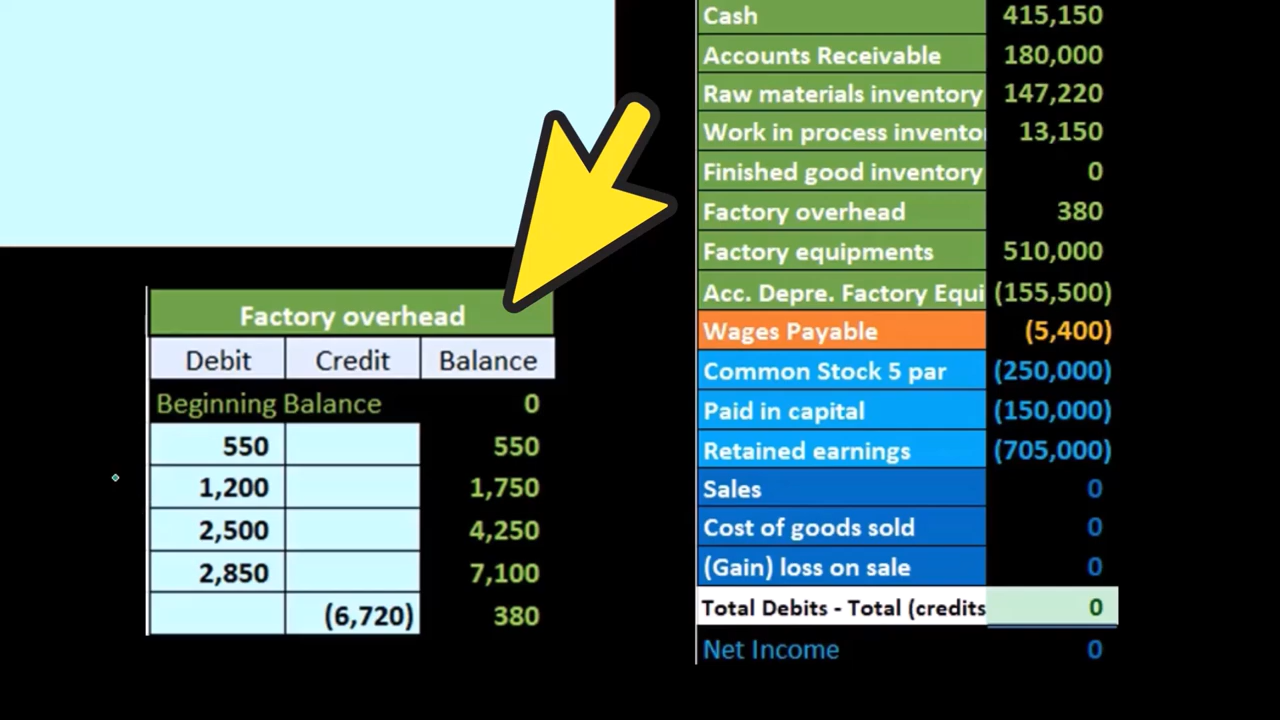 Factory overhead
Debit Credit Balance
Beginning Balance 0
550 550
1,200 1,750
2,500 4,250
2,850 7,100
(6,720) 380
Cash 415,150
Accounts Receivable 180,000
Raw materials inventory 147,220
Work in process invento 13,150
Finished good inventory 0
Factory overhead 380
Factory equipments 510,000
Acc. Depre. Factory Equi (155,500)
Wages Payable (5,400)
Common Stock 5 par (250,000)
Paid in capital (150,000)
Retained earnings (705,000)
Sales 0
Cost of goods sold 0
(Gain) loss on sale 0
Total Debits - Total (credits 0
Net Income 0